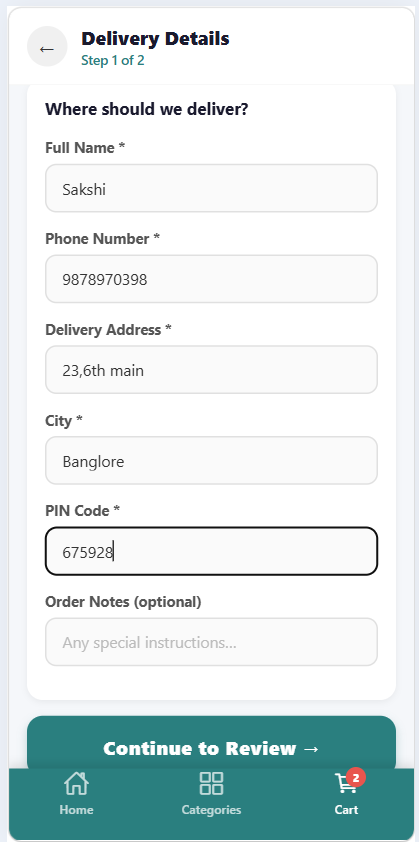 ←
Delivery Details
Step 1 of 2
Where should we deliver?
Full Name *
Sakshi
Phone Number *
9878970398
Delivery Address *
23,6th main
City *
Banglore
PIN Code *
675928
Order Notes (optional)
Any special instructions...
Continue to Review →
2
Home
Categories
Cart